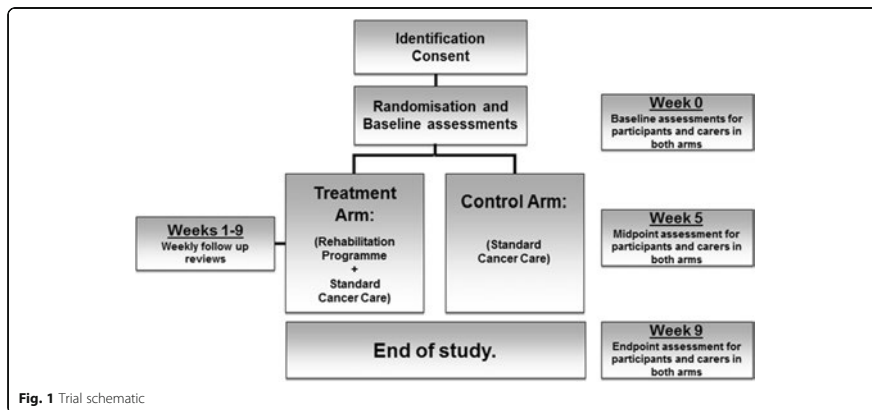 Identification
Consent
Randomisation and
Baseline assessments
Week 0
Baseline assessments for
participants and carers in
both arms
Treatment
Arm:
(Rehabilitation
Programme
+
Standard
Cancer Care)
Control Arm:
(Standard
Cancer Care)
Weeks 1-9
Weekly follow up
reviews
Week 5
Midpoint assessment for
participants and carers in
both arms
End of study.
Week 9
Endpoint assessment for
participants and carers in
both arms
Fig. 1 Trial schematic